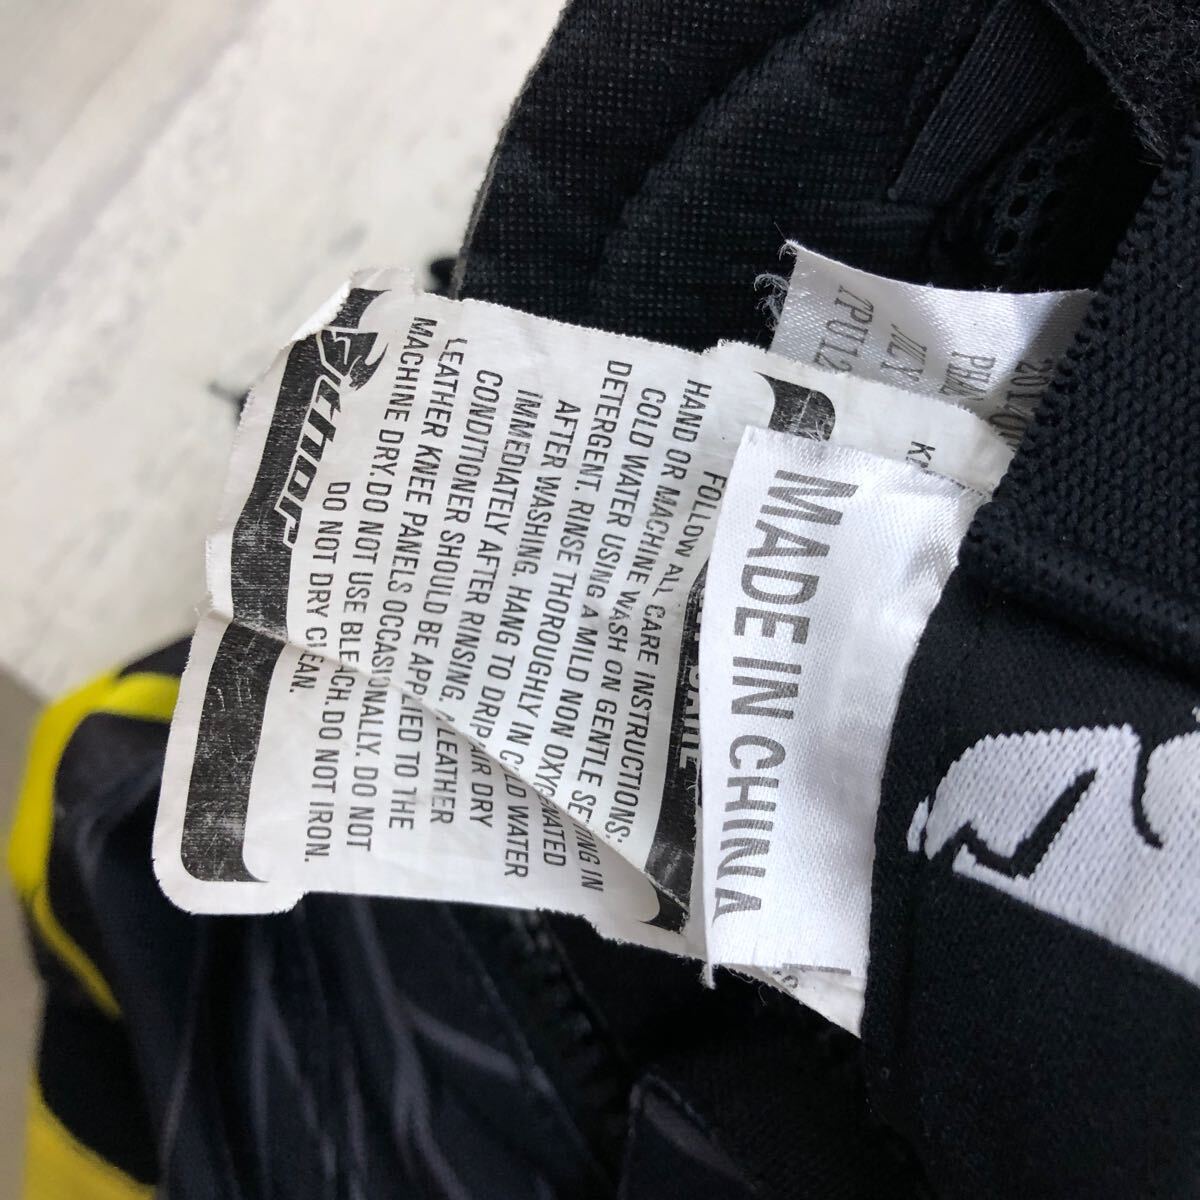 thor
FOLLOW ALL CARE INSTRUCTIONS:
HAND OR MACHINE WASH ON GENTLE SETTING IN
COLD WATER USING A MILD NON OXYGENATED
DETERGENT. RINSE THOROUGHLY IN COLD WATER
AFTER WASHING. HANG TO DRIP/AIR DRY
IMMEDIATELY AFTER RINSING. A LEATHER
CONDITIONER SHOULD BE APPLIED TO THE
LEATHER KNEE PANELS OCCASIONALLY. DO NOT
MACHINE DRY. DO NOT USE BLEACH. DO NOT IRON.
DO NOT DRY CLEAN.
MADE IN CHINA